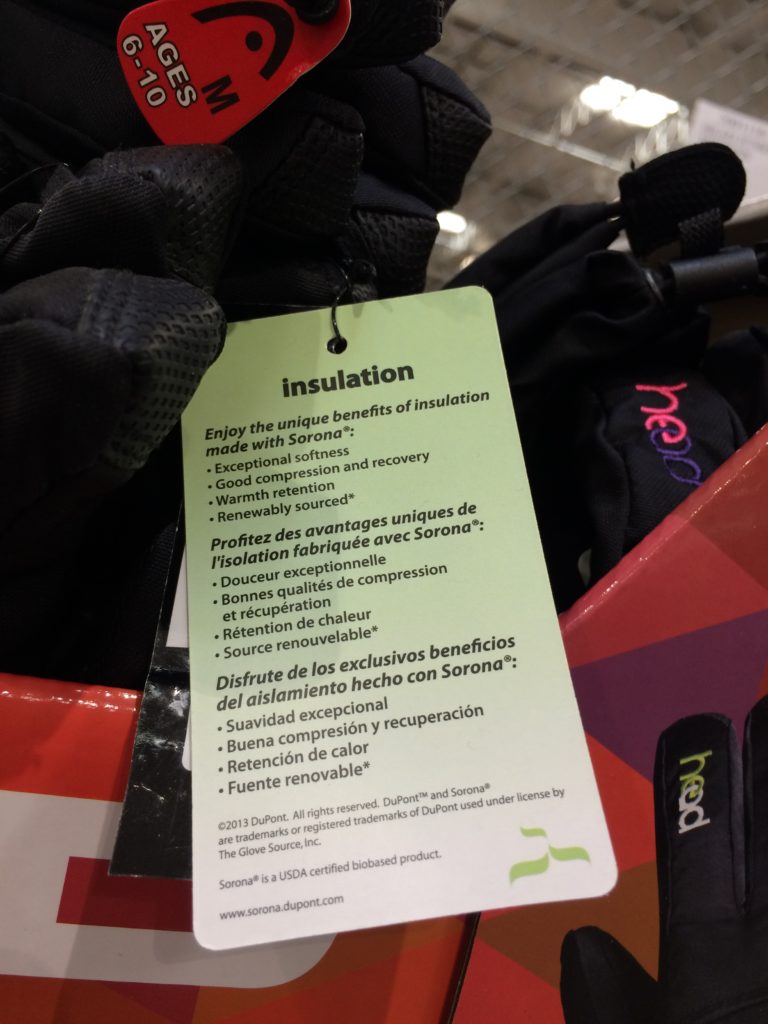 AGES
6-10
M
insulation
Enjoy the unique benefits of insulation
made with Sorona®:
• Exceptional softness
• Good compression and recovery
• Warmth retention
• Renewably sourced*
Profitez des avantages uniques de
l'isolation fabriquée avec Sorona®:
• Douceur exceptionnelle
• Bonnes qualités de compression
et récupération
• Rétention de chaleur
• Source renouvelable*
Disfrute de los exclusivos beneficios
del aislamiento hecho con Sorona®:
• Suavidad excepcional
• Buena compresión y recuperación
• Retención de calor
• Fuente renovable*
©2013 DuPont. All rights reserved. DuPont™ and Sorona®
are trademarks or registered trademarks of DuPont used under license by
The Glove Source, Inc.
Sorona® is a USDA certified biobased product.
www.sorona.dupont.com
head
head